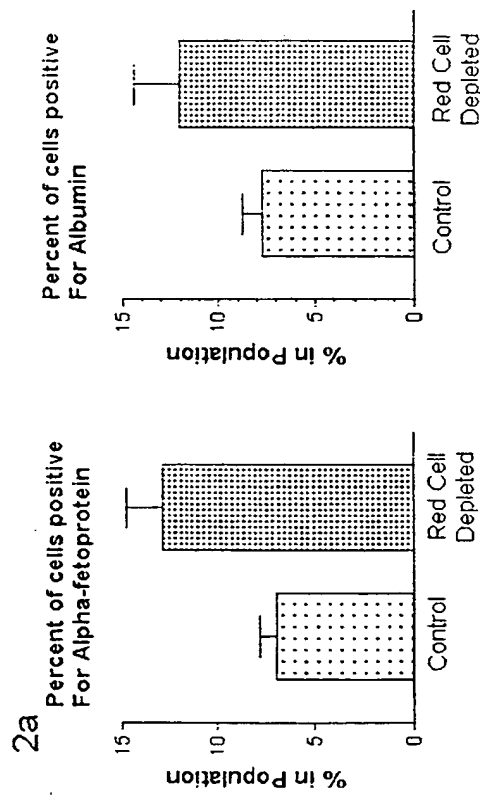 2a
Percent of cells positive
For Alpha-fetoprotein
% in Population
15
10
5
0
Control
Red Cell
Depleted
Percent of cells positive
For Albumin
% in Population
15
10
5
0
Control
Red Cell
Depleted